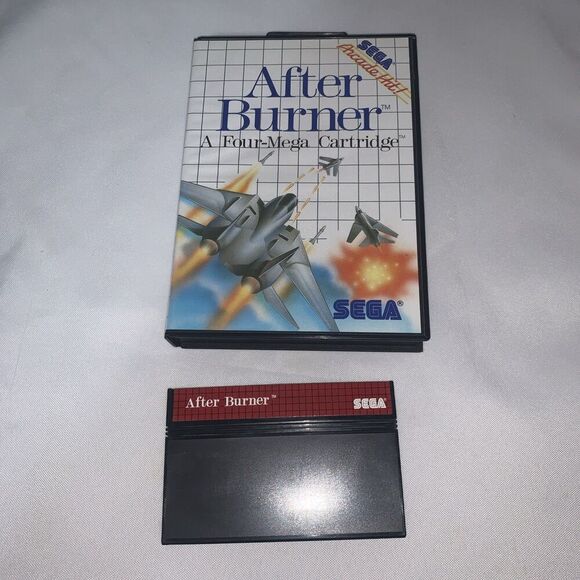 SEGA
Arcade Hit!
After
Burner™
A Four-Mega Cartridge™
SEGA®
After Burner™
SEGA